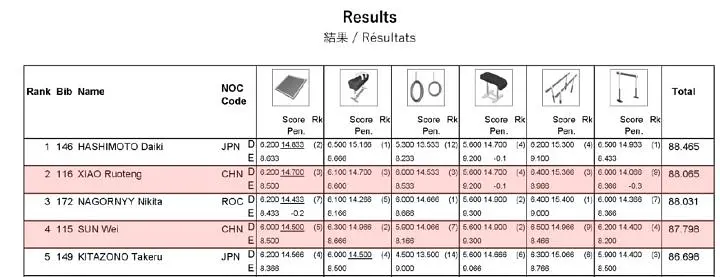 Results
結果 / Résultats
Rank Bib Name NOC Code Total
Score Rk Score Rk Score Rk Score Rk Score Rk Score Rk
Pen. Pen. Pen. Pen. Pen. Pen.
1 146 HASHIMOTO Daiki JPN D 6.200 14.833 (2) 6.500 15.166 (1) 5.300 13.533 (12) 5.600 14.700 (4) 6.200 15.300 (4) 6.500 14.933 (1) 88.465
E 8.633 8.666 8.233 9.200 -0.1 9.100 8.433
2 116 XIAO Ruoteng CHN D 6.200 14.700 (3) 6.100 14.700 (3) 6.000 14.533 (3) 5.600 14.700 (4) 6.400 15.366 (3) 6.000 14.066 (9) 88.065
E 8.500 8.600 8.533 9.200 -0.1 8.966 8.366 -0.3
3 172 NAGORNYY Nikita ROC D 6.200 14.433 (7) 6.100 14.266 (5) 6.000 14.666 (1) 5.600 14.900 (2) 6.400 15.400 (1) 6.000 14.366 (7) 88.031
E 8.433 -0.2 8.166 8.666 9.300 9.000 8.366
4 115 SUN Wei CHN D 6.000 14.500 (5) 6.300 14.966 (2) 5.900 14.066 (7) 5.600 14.900 (2) 6.500 14.966 (9) 6.200 14.400 (4) 87.798
E 8.500 8.666 8.166 9.300 8.466 8.200
5 149 KITAZONO Takeru JPN D 6.200 14.566 (4) 6.000 14.500 (4) 4.500 13.500 (14) 5.600 14.666 (6) 6.300 15.066 (8) 5.900 14.400 (3) 86.698
E 8.366 8.500 9.000 9.066 8.766 8.500